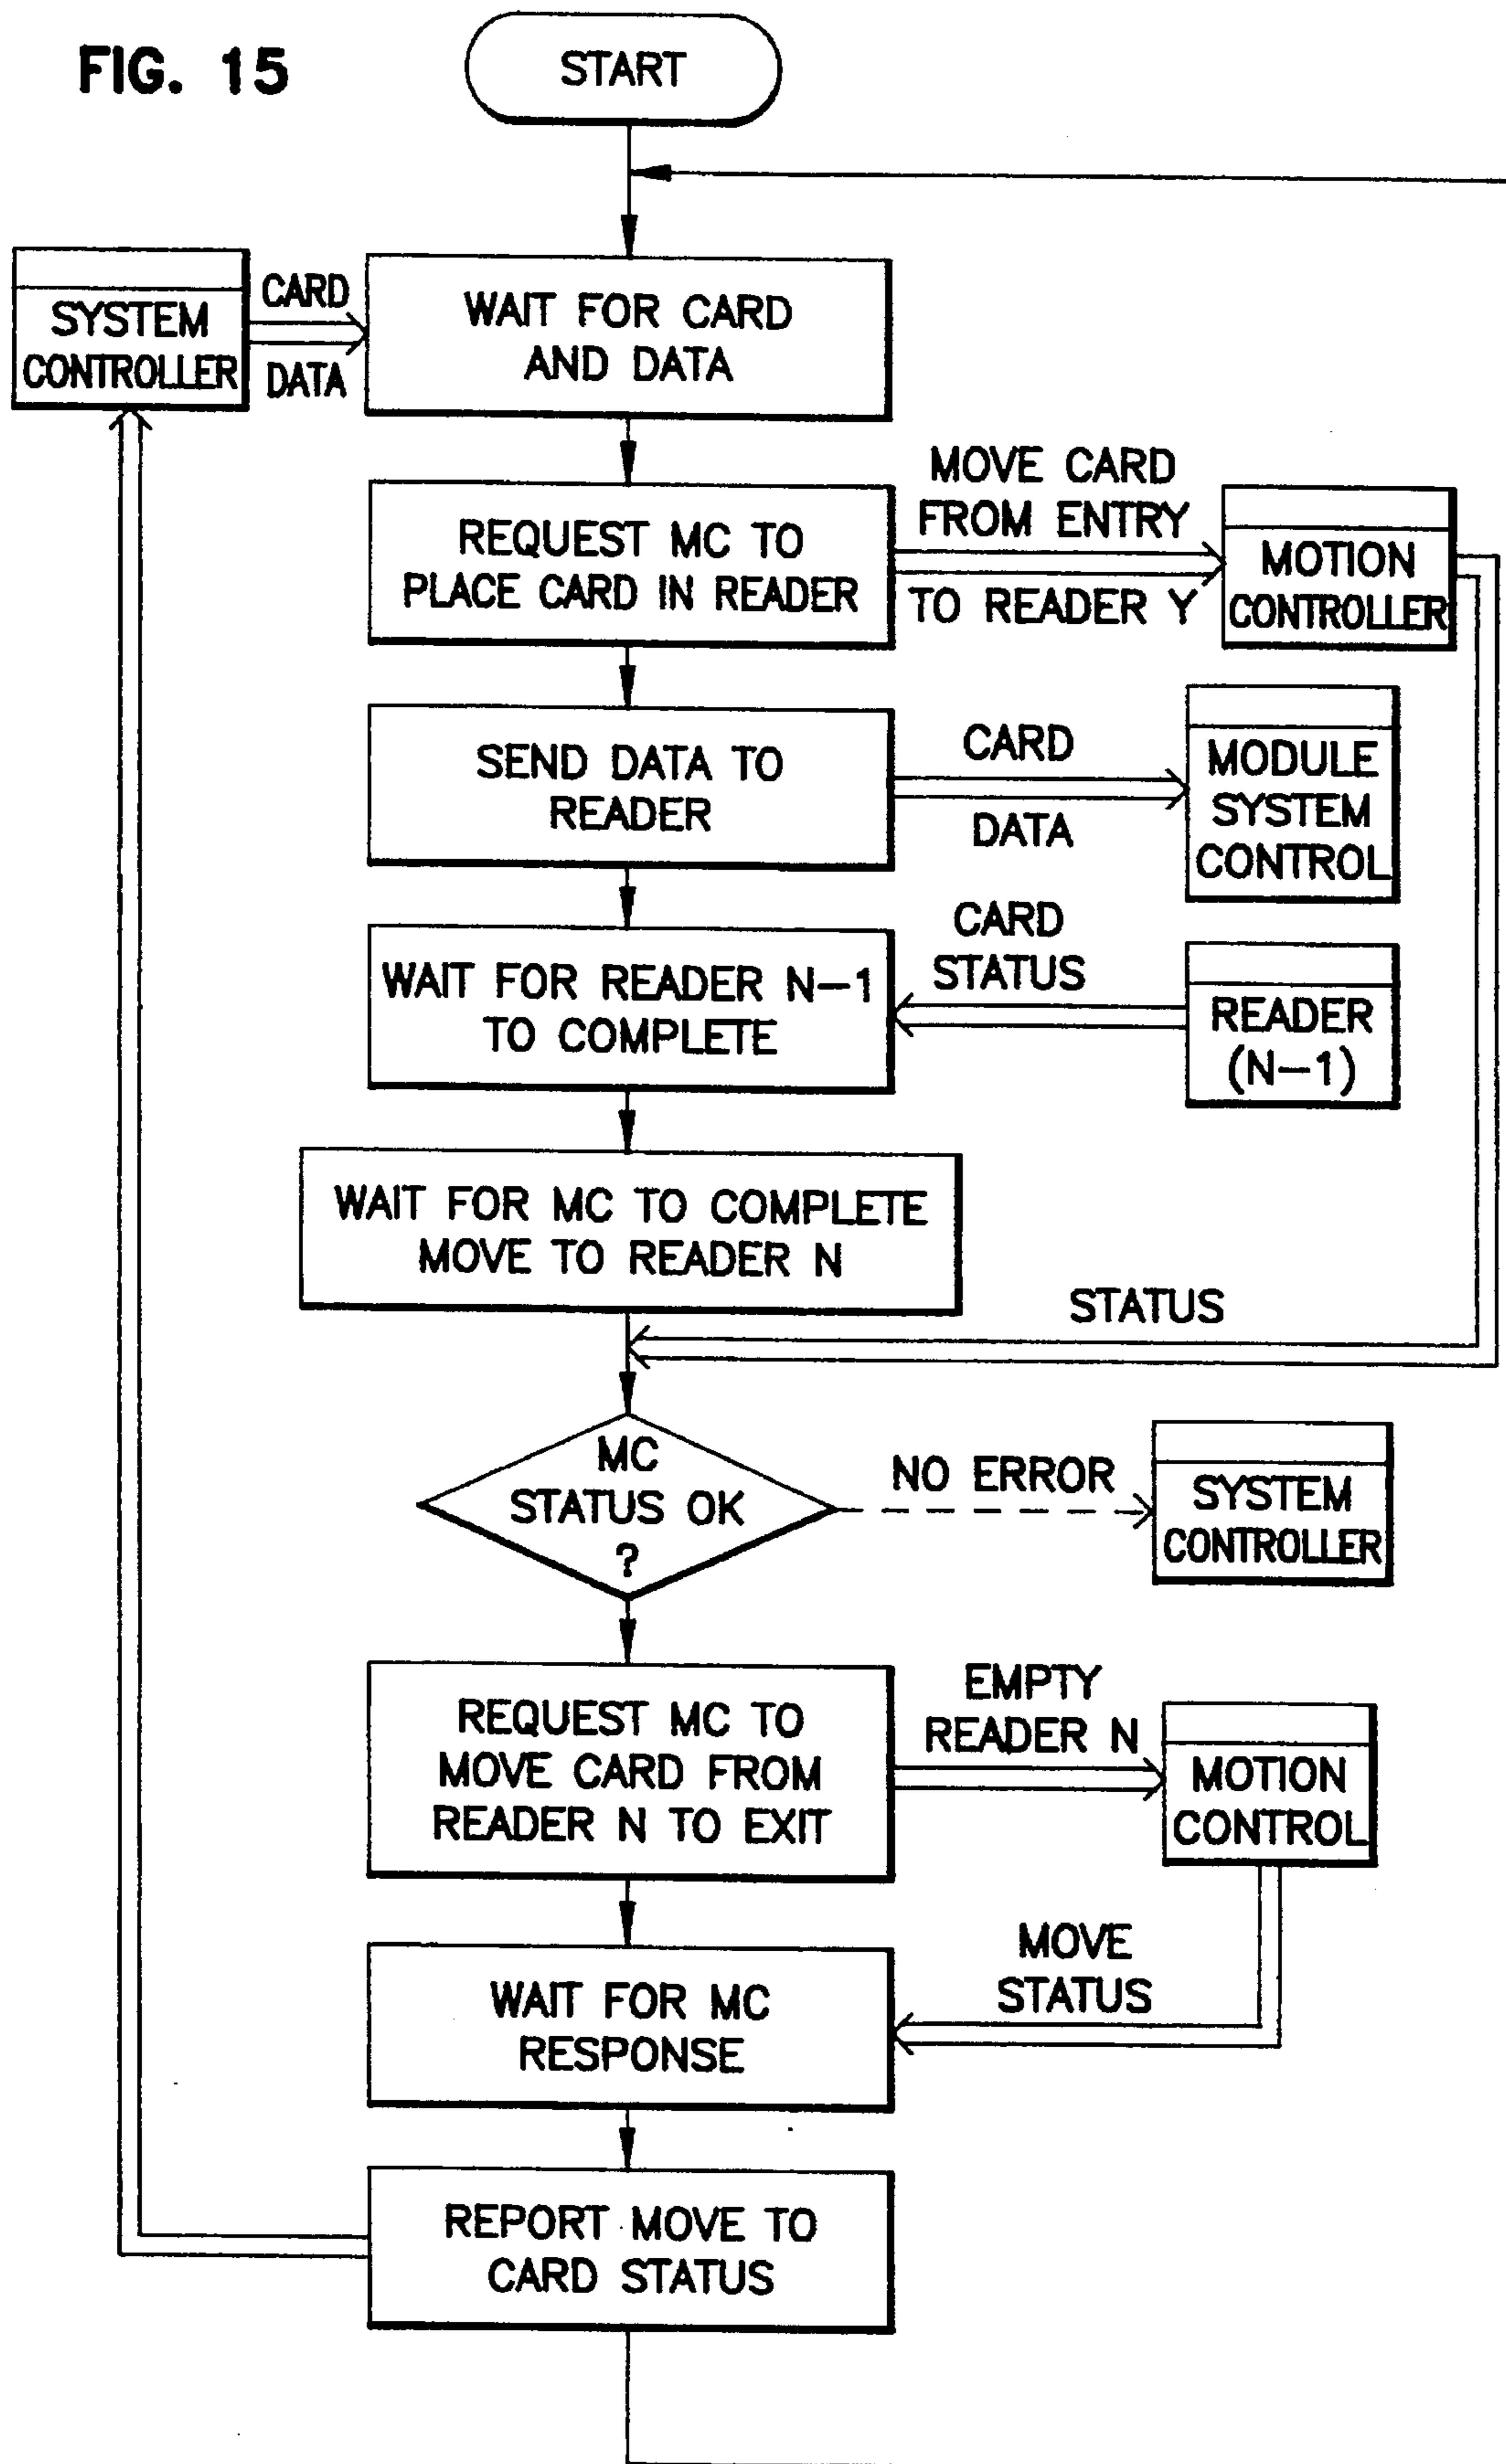 FIG. 15
START
SYSTEM
CONTROLLER
CARD
DATA
WAIT FOR CARD
AND DATA
REQUEST MC TO
PLACE CARD IN READER
MOVE CARD
FROM ENTRY
TO READER Y
MOTION
CONTROLLER
SEND DATA TO
READER
CARD
DATA
MODULE
SYSTEM
CONTROL
WAIT FOR READER N-1
TO COMPLETE
CARD
STATUS
READER
(N-1)
WAIT FOR MC TO COMPLETE
MOVE TO READER N
STATUS
MC
STATUS OK
?
NO ERROR
SYSTEM
CONTROLLER
REQUEST MC TO
MOVE CARD FROM
READER N TO EXIT
EMPTY
READER N
MOTION
CONTROL
WAIT FOR MC
RESPONSE
MOVE
STATUS
REPORT MOVE TO
CARD STATUS